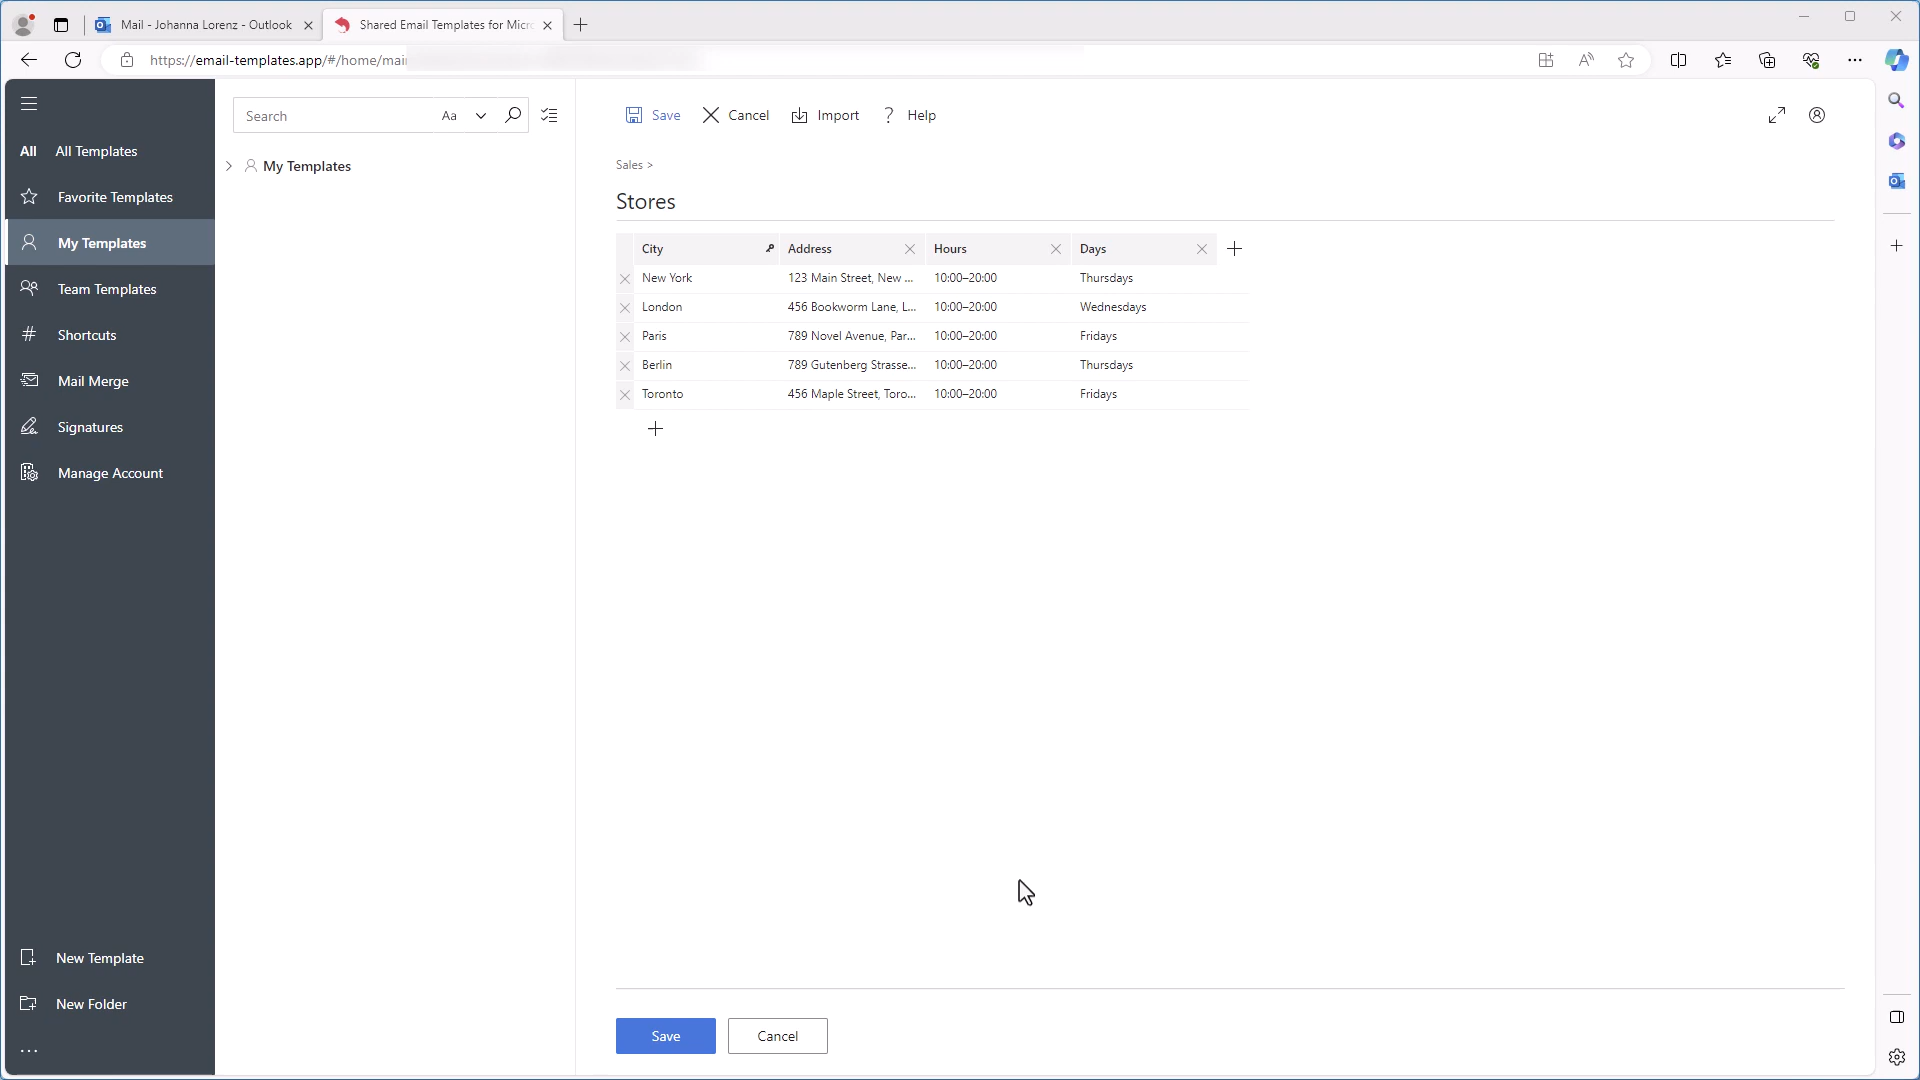 Mail - Johanna Lorenz - Outlook
Shared Email Templates for Micro
https://email-templates.app/#/home/mai
Search Aa
Save Cancel Import ? Help
All All Templates
Favorite Templates
My Templates
Team Templates
# Shortcuts
Mail Merge
Signatures
Manage Account
New Template
New Folder
...
My Templates
Sales >
Stores
City Address Hours Days
New York 123 Main Street, New ... 10:00–20:00 Thursdays
London 456 Bookworm Lane, L... 10:00–20:00 Wednesdays
Paris 789 Novel Avenue, Par... 10:00–20:00 Fridays
Berlin 789 Gutenberg Strasse... 10:00–20:00 Thursdays
Toronto 456 Maple Street, Toro... 10:00–20:00 Fridays
Save Cancel